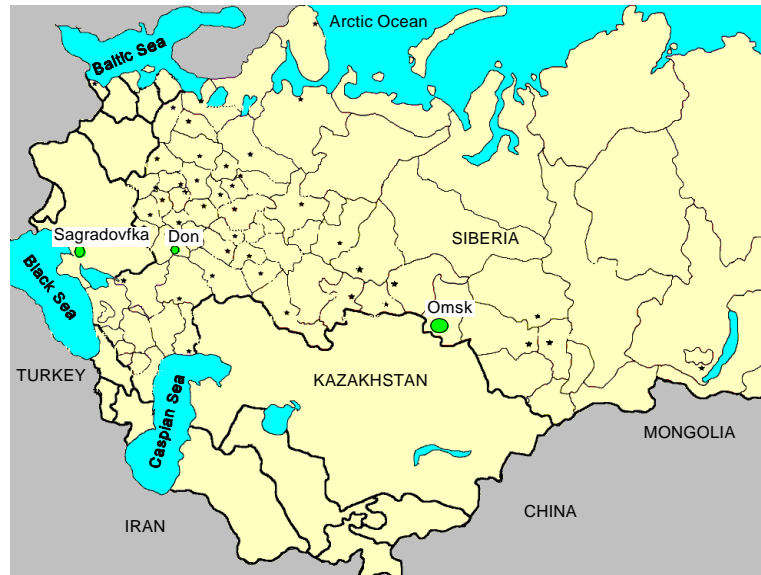 Arctic Ocean
Baltic Sea
Sagradovfka
Don
SIBERIA
Black Sea
Omsk
TURKEY
KAZAKHSTAN
Caspian Sea
MONGOLIA
CHINA
IRAN